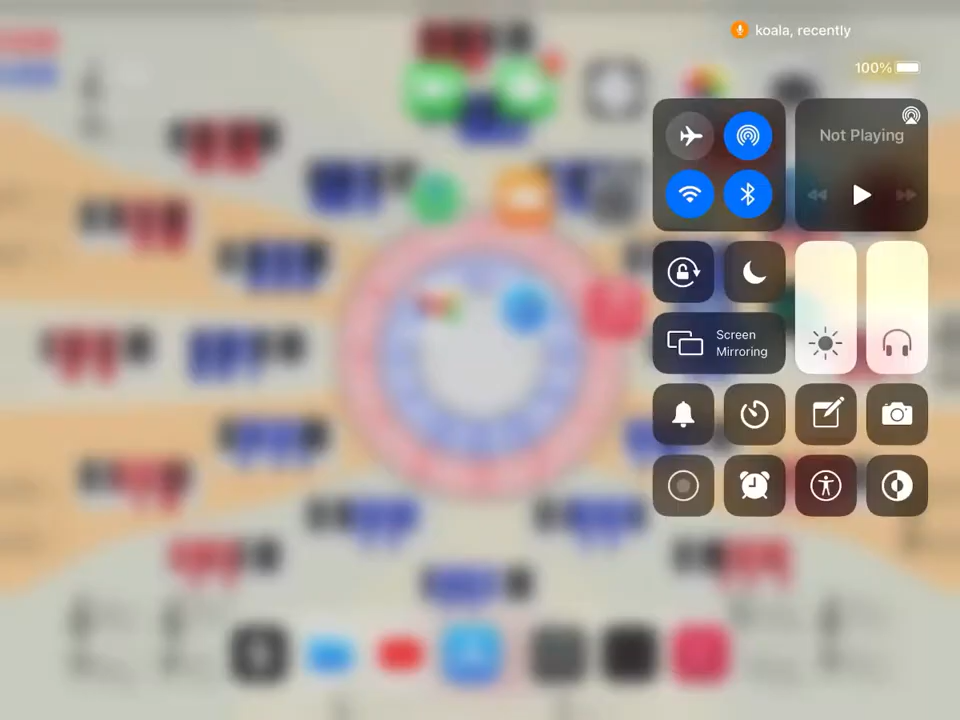 koala, recently
100%
Not Playing
Screen
Mirroring